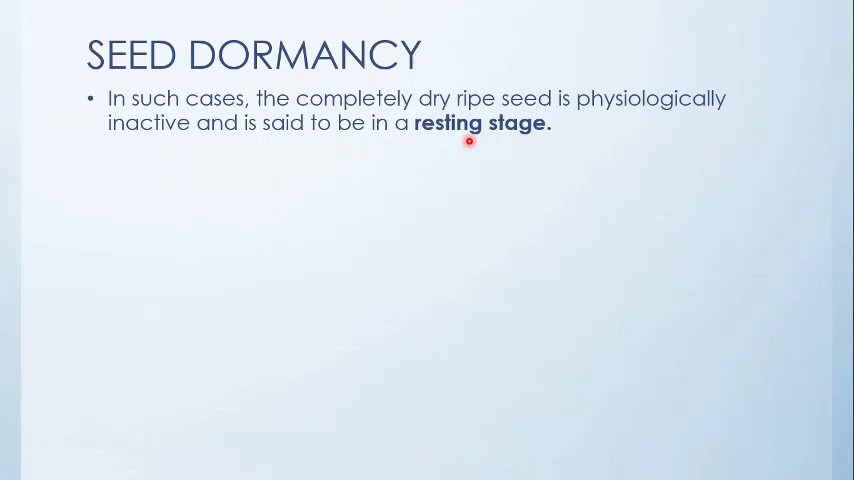 SEED DORMANCY
• In such cases, the completely dry ripe seed is physiologically
inactive and is said to be in a resting stage.